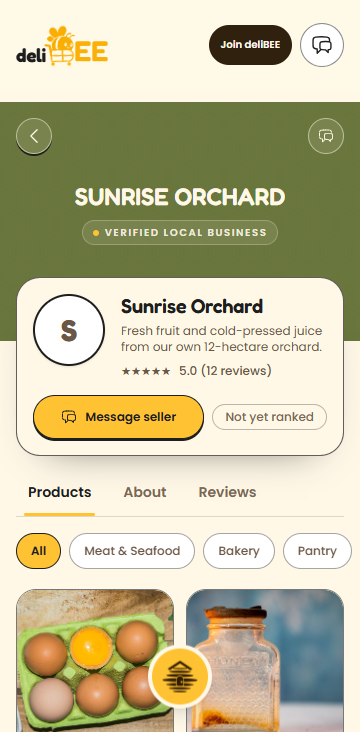 deli BEE
Join deliBEE
SUNRISE ORCHARD
VERIFIED LOCAL BUSINESS
S
Sunrise Orchard
Fresh fruit and cold-pressed juice
from our own 12-hectare orchard.
★★★★★ 5.0 (12 reviews)
Message seller
Not yet ranked
Products
About
Reviews
All
Meat & Seafood
Bakery
Pantry